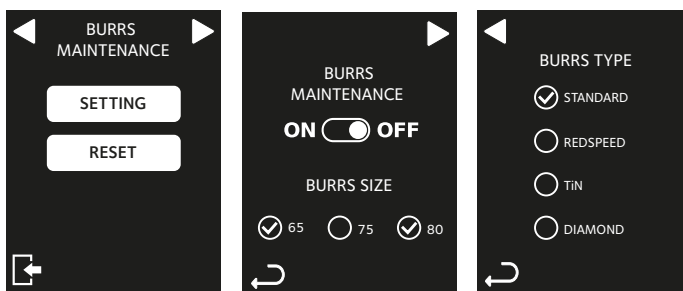 BURRS
MAINTENANCE
SETTING
RESET
BURRS
MAINTENANCE
ON OFF
BURRS SIZE
65 75 80
BURRS TYPE
STANDARD
REDSPEED
TiN
DIAMOND